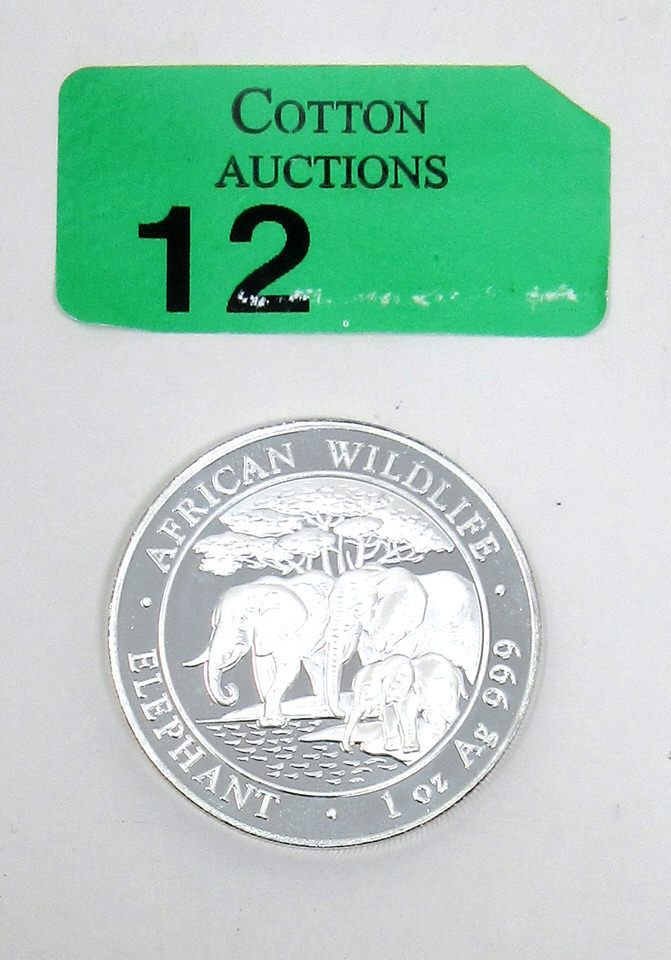 COTTON
AUCTIONS
12
AFRICAN WILDLIFE
ELEPHANT
1 oz Ag 999